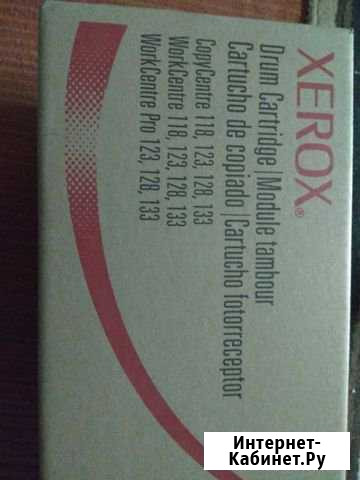 XEROX®
Drum Cartridge | Module tambour
Cartucho de copiado | Cartucho fotorreceptor
CopyCentre 118, 123, 128, 133
WorkCentre 118, 123, 128, 133
WorkCentre Pro 123, 128, 133
Интернет-
Кабинет.Ру